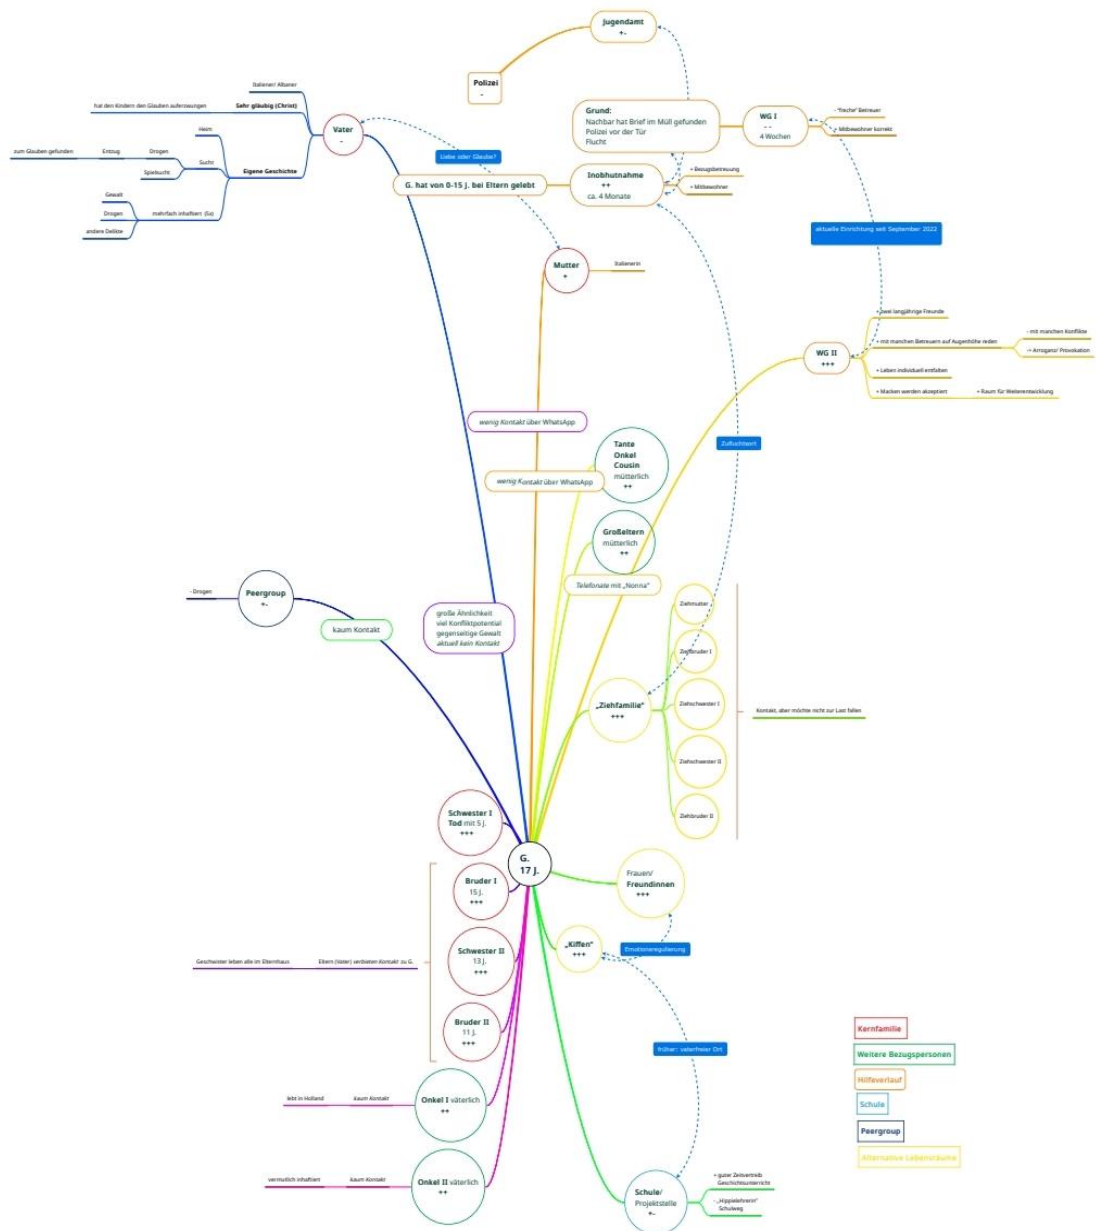 Jugendamt
+-
Polizei
-
Italiener/ Albaner
hat den Kindern den Glauben aufgezwungen
Sehr gläubig (Christ)
Vater
-
Heim
zum Glauben gefunden
Entzug
Drogen
Spielsucht
Sucht
Eigene Geschichte
Gewalt
Drogen
andere Delikte
mehrfach inhaftiert (5x)
Liebe oder Glaube?
Grund:
Nachbar hat Brief im Müll gefunden
Polizei vor der Tür
Flucht
WG I
- -
4 Wochen
- "freche" Betreuer
+ Mitbewohner korrekt
G. hat von 0-15 J. bei Eltern gelebt
Inobhutnahme
++
ca. 4 Monate
+ Bezugsbetreuung
+ Mitbewohner
aktuelle Einrichtung seit September 2022
Mutter
+
Italienerin
WG II
+++
+ zwei langjährige Freunde
+ mit manchen Betreuern auf Augenhöhe reden
- mit manchen Konflikte
-> Arroganz/ Provokation
+ Leben individuell entfalten
+ Macken werden akzeptiert
+ Raum für Weiterentwicklung
wenig Kontakt über WhatsApp
Zufluchtsort
Tante
Onkel
Cousin
mütterlich
++
wenig Kontakt über WhatsApp
Großeltern
mütterlich
++
Telefonate mit „Nonna“
- Drogen
Peergroup
+-
kaum Kontakt
große Ähnlichkeit
viel Konfliktpotential
gegenseitige Gewalt
aktuell kein Kontakt
„Ziehfamilie“
+++
Ziehmutter
Ziehbruder I
Ziehschwester I
Ziehschwester II
Ziehbruder II
Kontakt, aber möchte nicht zur Last fallen
Schwester I
Tod mit 5 J.
+++
G.
17 J.
Bruder I
15 J.
+++
Schwester II
13 J.
+++
Bruder II
11 J.
+++
Geschwister leben alle im Elternhaus
Eltern (Vater) verbieten Kontakt zu G.
Frauen/
Freundinnen
+++
„Kiffen“
+++
Emotionsregulierung
früher: vaterfreier Ort
lebt in Holland
kaum Kontakt
Onkel I väterlich
++
vermutlich inhaftiert
kaum Kontakt
Onkel II väterlich
++
Schule/
Projektstelle
+-
+ guter Zeitvertreib
Geschichtsunterricht
- „Hippielehrerin“
Schulweg
Kernfamilie
Weitere Bezugspersonen
Hilfeverlauf
Schule
Peergroup
Alternative Lebensräume